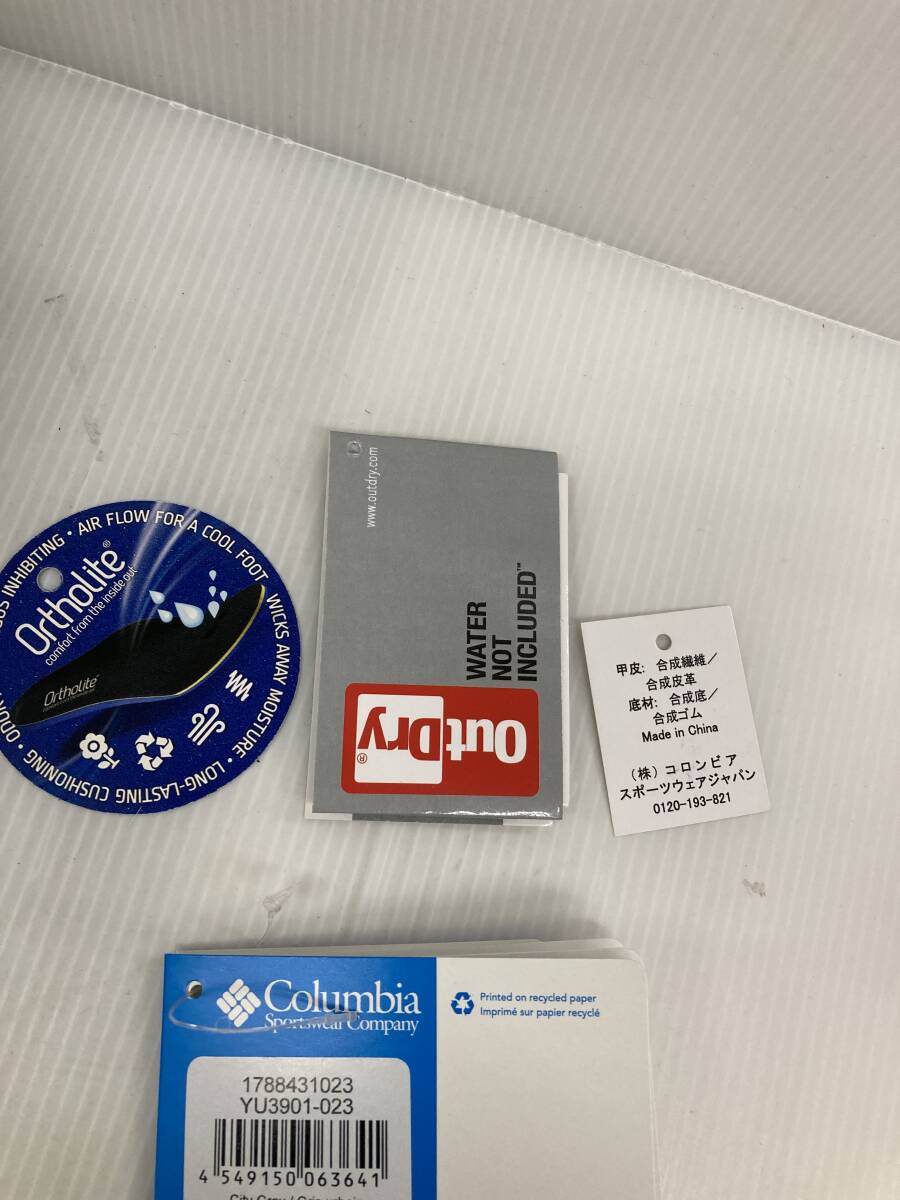 AIR FLOW FOR A COOL FOOT
WICKS AWAY MOISTURE · LONG-LASTING CUSHIONING ·
INHIBITING ·
Ortholite®
comfort from the inside out
Ortholite
www.outdry.com
WATER
NOT
INCLUDED™
OutDry®
甲皮: 合成繊維／
合成皮革
底材: 合成底／
合成ゴム
Made in China
（株）コロンビア
スポーツウェアジャパン
0120-193-821
Columbia
Sportswear Company
Printed on recycled paper
Imprimé sur papier recyclé
1788431023
YU3901-023
4 549150 063641